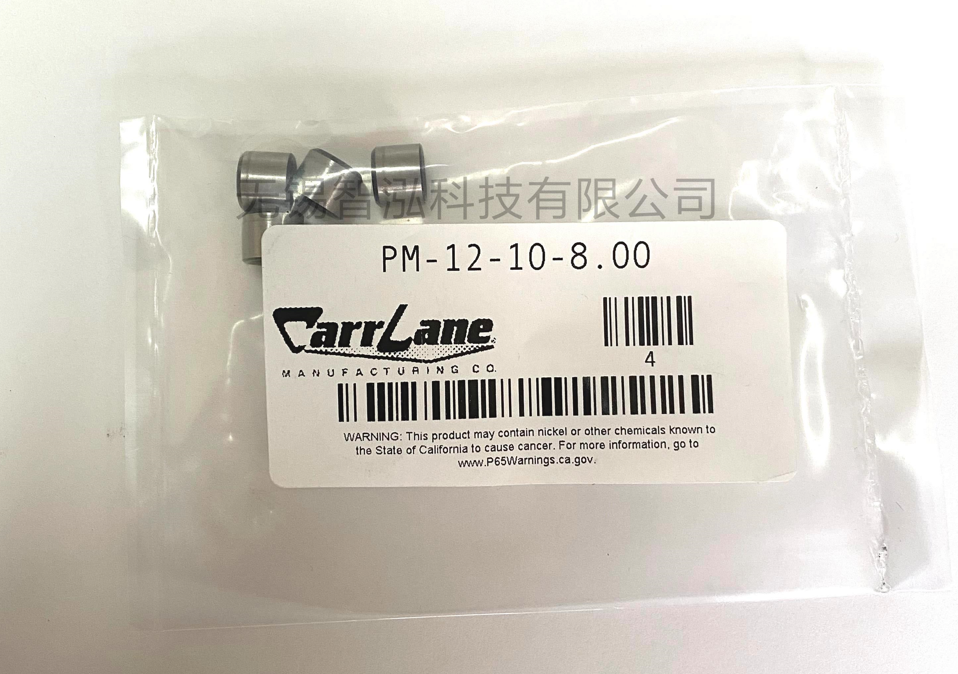 无锡智泓科技有限公司
PM-12-10-8.00
CarrLane
MANUFACTURING CO.
4
WARNING: This product may contain nickel or other chemicals known to
the State of California to cause cancer. For more information, go to
www.P65Warnings.ca.gov.